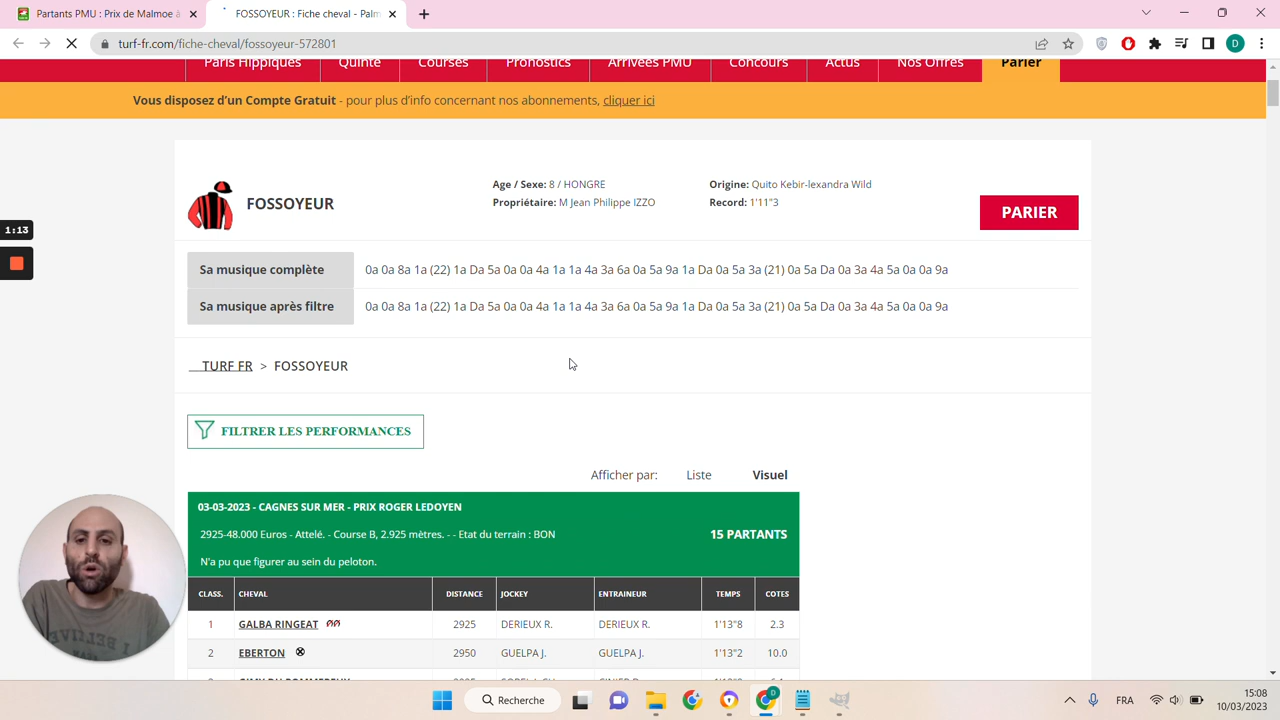 Partants PMU : Prix de Malmoe à
FOSSOYEUR : Fiche cheval - Palm
turf-fr.com/fiche-cheval/fossoyeur-572801
D
Paris Hippiques Quinté Courses Pronostics Arrivées PMU Concours Actus Nos Offres Parier
Vous disposez d'un Compte Gratuit - pour plus d'info concernant nos abonnements, cliquer ici
FOSSOYEUR
Age / Sexe: 8 / HONGRE
Propriétaire: M Jean Philippe IZZO
Origine: Quito Kebir-lexandra Wild
Record: 1'11"3
PARIER
1:13
Sa musique complète 0a 0a 8a 1a (22) 1a Da 5a 0a 0a 4a 1a 1a 4a 3a 6a 0a 5a 9a 1a Da 0a 5a 3a (21) 0a 5a Da 0a 3a 4a 5a 0a 0a 9a
Sa musique après filtre 0a 0a 8a 1a (22) 1a Da 5a 0a 0a 4a 1a 1a 4a 3a 6a 0a 5a 9a 1a Da 0a 5a 3a (21) 0a 5a Da 0a 3a 4a 5a 0a 0a 9a
TURF FR > FOSSOYEUR
FILTRER LES PERFORMANCES
Afficher par: Liste Visuel
03-03-2023 - CAGNES SUR MER - PRIX ROGER LEDOYEN
2925-48.000 Euros - Attelé. - Course B, 2.925 mètres. - - Etat du terrain : BON
15 PARTANTS
N'a pu que figurer au sein du peloton.
CLASS. CHEVAL DISTANCE JOCKEY ENTRAINEUR TEMPS COTES
1 GALBA RINGEAT 2925 DERIEUX R. DERIEUX R. 1'13"8 2.3
2 EBERTON 2950 GUELPA J. GUELPA J. 1'13"2 10.0
Recherche
FRA
15:08
10/03/2023